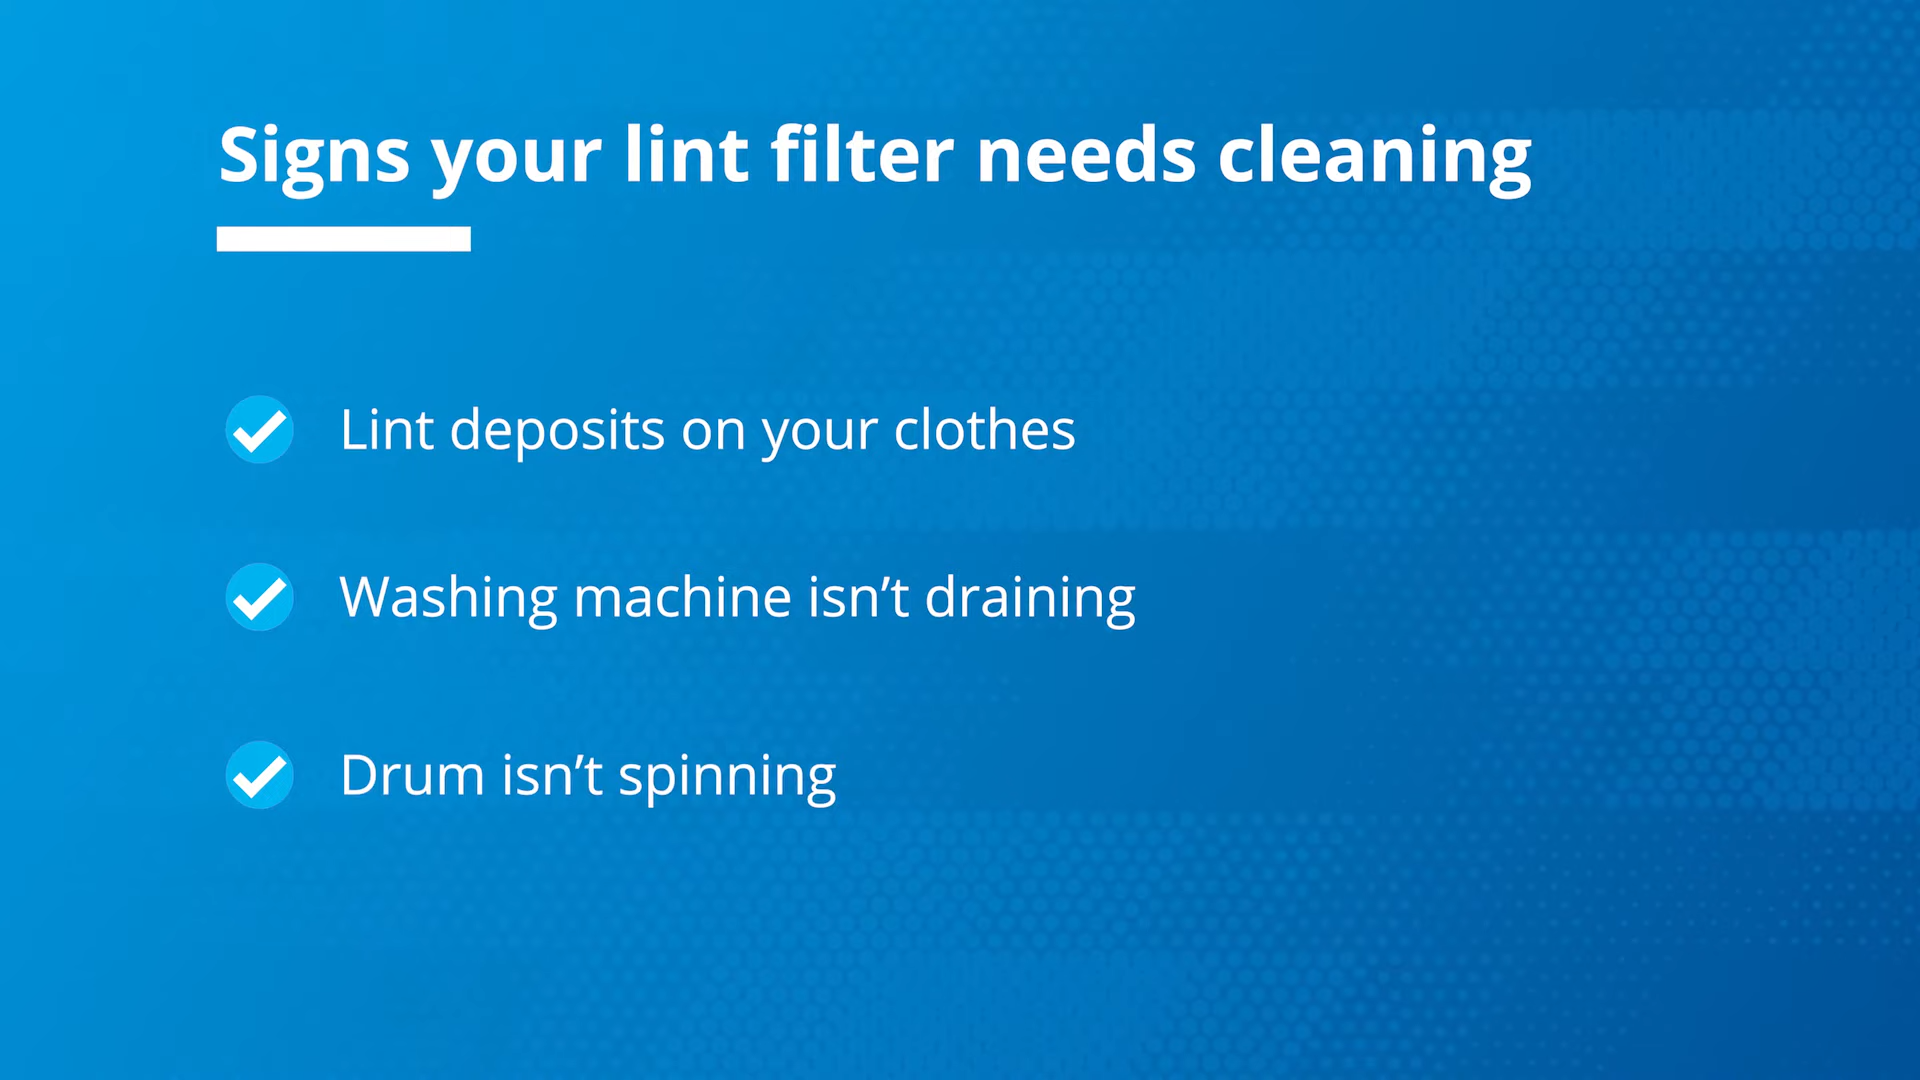 Signs your lint filter needs cleaning
Lint deposits on your clothes
Washing machine isn’t draining
Drum isn’t spinning